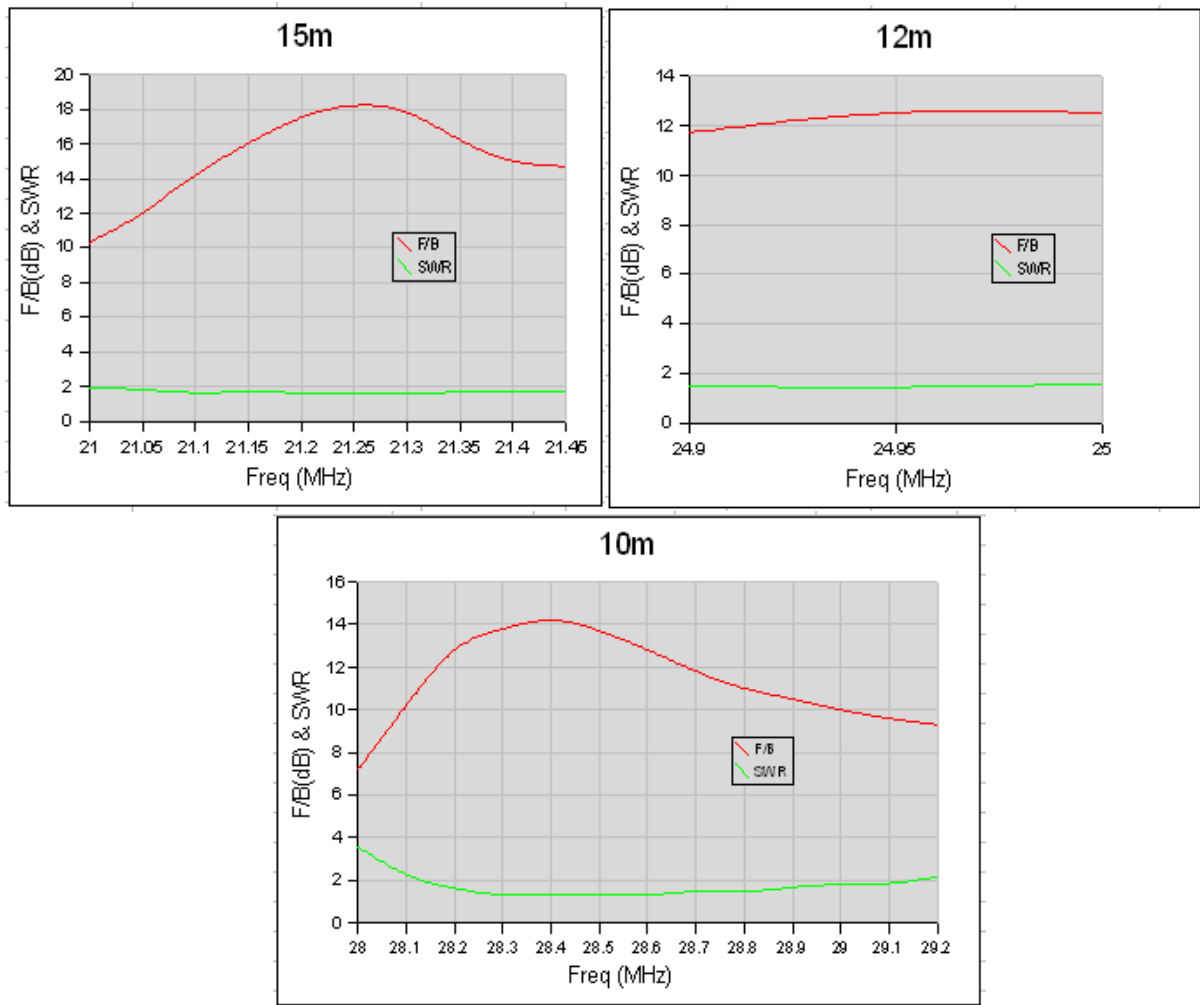 15m
F/B(dB) & SWR
20
18
16
14
12
10
8
6
4
2
0
F/B
SWR
21 21.05 21.1 21.15 21.2 21.25 21.3 21.35 21.4 21.45
Freq (MHz)
12m
F/B(dB) & SWR
14
12
10
8
6
4
2
0
F/B
SWR
24.9 24.95 25
Freq (MHz)
10m
F/B(dB) & SWR
16
14
12
10
8
6
4
2
0
F/B
SWR
28 28.1 28.2 28.3 28.4 28.5 28.6 28.7 28.8 28.9 29 29.1 29.2
Freq (MHz)